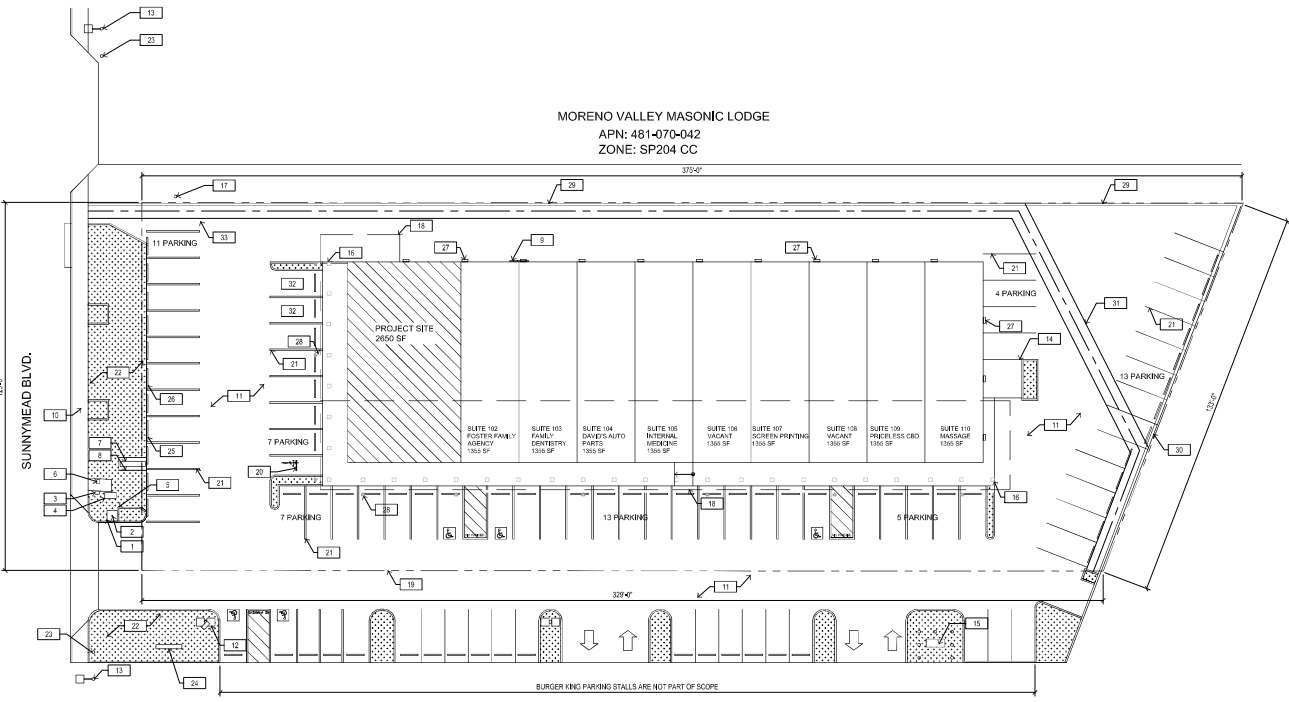 13
23
MORENO VALLEY MASONIC LODGE
APN: 481-070-042
ZONE: SP204 CC
375'-0"
17
29
29
33
18
11 PARKING
27
9
27
16
21
32
32
4 PARKING
31
27
21
PROJECT SITE
2650 SF
28
21
14
13 PARKING
133'-0"
SUNNYMEAD BLVD.
22
26
11
10
11
7 PARKING
25
7
8
20
21
6
5
3
4
2
1
30
16
SUITE 102
FOSTER FAMILY
AGENCY
1355 SF
SUITE 103
FAMILY
DENTISTRY
1355 SF
SUITE 104
DAVID'S AUTO
PARTS
1355 SF
SUITE 105
INTERNAL
MEDICINE
1355 SF
SUITE 106
VACANT
1355 SF
SUITE 107
SCREEN PRINTING
1355 SF
SUITE 108
VACANT
1355 SF
SUITE 109
PRICELESS CBD
1355 SF
SUITE 110
MASSAGE
1355 SF
18
28
7 PARKING
13 PARKING
5 PARKING
21
19
11
329'-0"
23
22
12
15
13
24
BURGER KING PARKING STALLS ARE NOT PART OF SCOPE